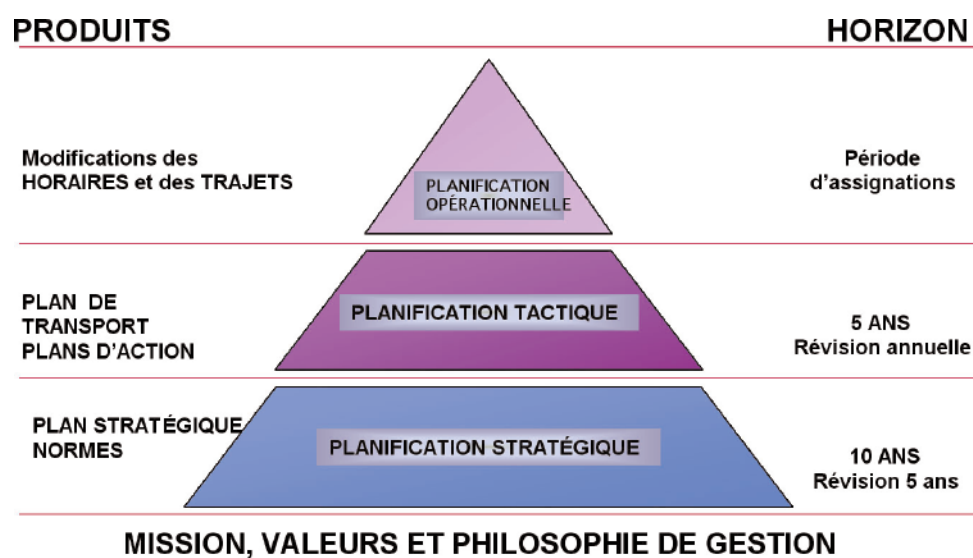 PRODUITS
HORIZON
Modifications des
HORAIRES et des TRAJETS
PLANIFICATION
OPÉRATIONNELLE
Période
d'assignations
PLAN DE
TRANSPORT
PLANS D'ACTION
PLANIFICATION TACTIQUE
5 ANS
Révision annuelle
PLAN STRATÉGIQUE
NORMES
PLANIFICATION STRATÉGIQUE
10 ANS
Révision 5 ans
MISSION, VALEURS ET PHILOSOPHIE DE GESTION